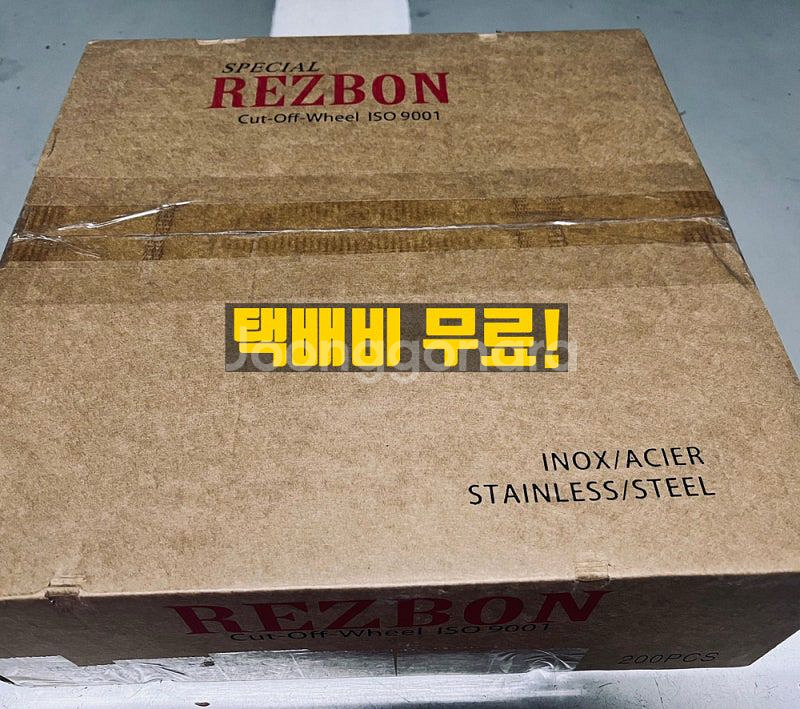 SPECIAL
REZBON
Cut-Off-Wheel ISO 9001
택배비 무료!
Joonggonara
INOX/ACIER
STAINLESS/STEEL
REZBON
Cut-Off-Wheel ISO 9001
200PCS